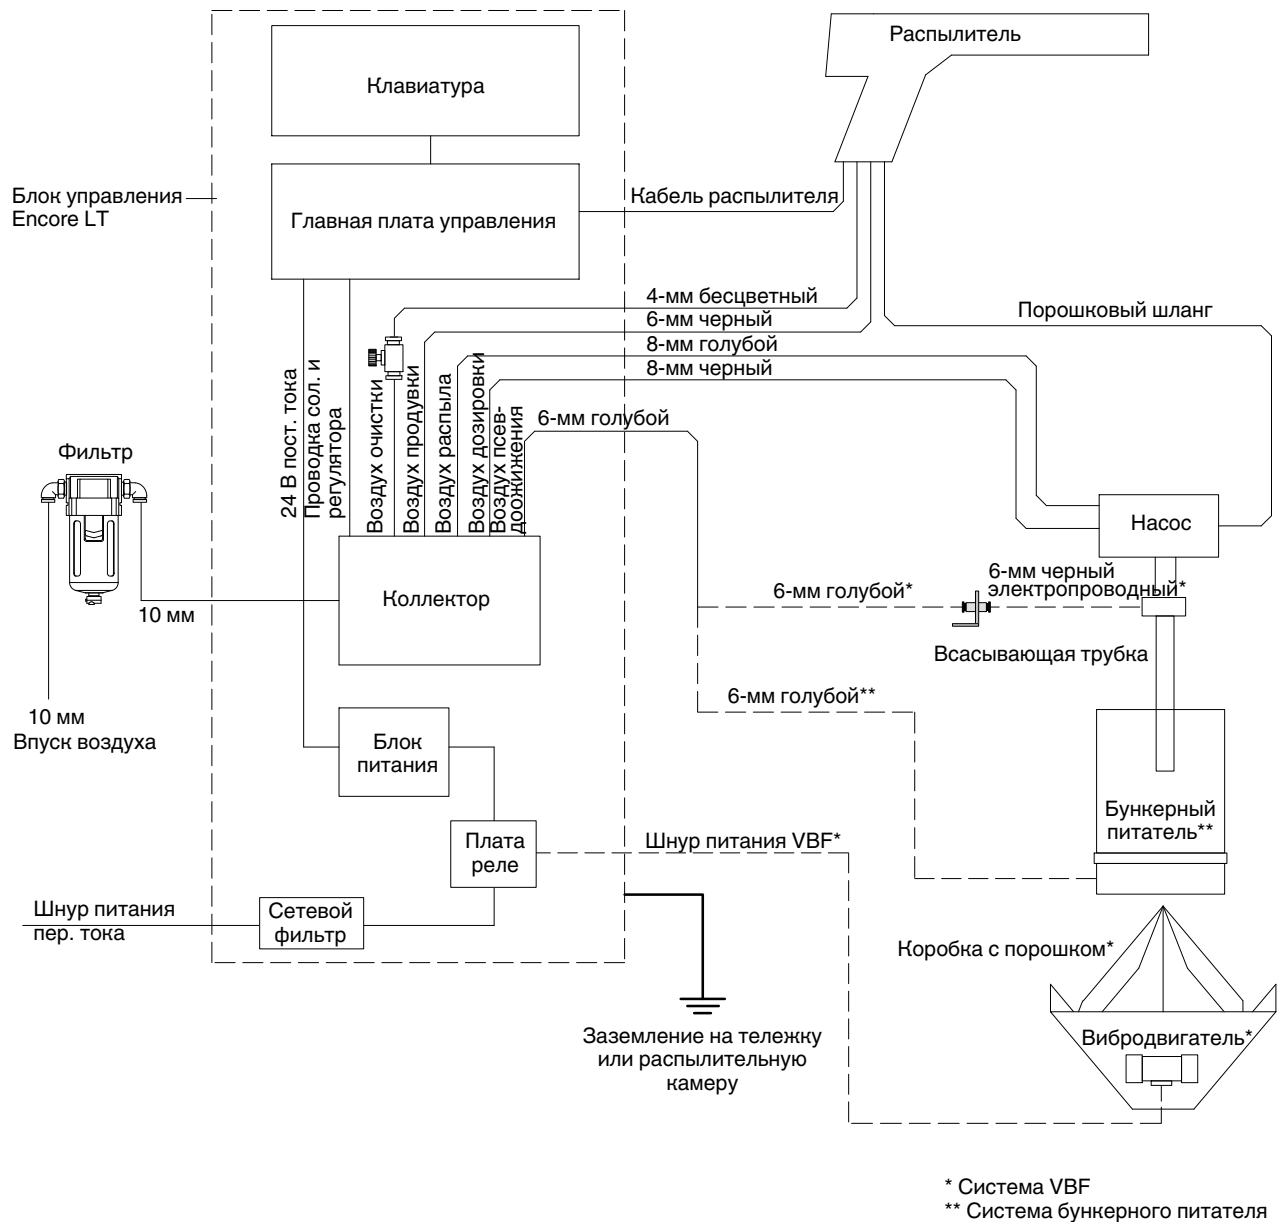 Распылитель
Клавиатура
Блок управления
Encore LT
Главная плата управления
Кабель распылителя
4-мм бесцветный
6-мм черный
8-мм голубой
8-мм черный
6-мм голубой
Порошковый шланг
24 В пост. тока
Проводка сол. и
регулятора
Воздух очистки
Воздух продувки
Воздух распыла
Воздух дозировки
Воздух псев-
доожижения
Фильтр
10 мм
10 мм
Впуск воздуха
Коллектор
Насос
6-мм голубой*
6-мм черный
электропроводный*
Всасывающая трубка
6-мм голубой**
Блок
питания
Бункерный
питатель**
Плата
реле
Шнур питания VBF*
Шнур питания
пер. тока
Сетевой
фильтр
Коробка с порошком*
Заземление на тележку
или распылительную
камеру
Вибродвигатель*
* Система VBF
** Система бункерного питателя